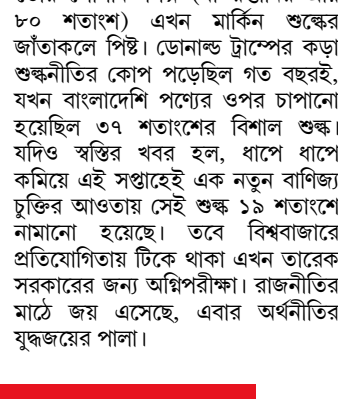 ৮০ শতাংশ) এখন মার্কিন শুল্কের
জাঁতাকলে পিষ্ট। ডোনাল্ড ট্রাম্পের কড়া
শুল্কনীতির কোপ পড়েছিল গত বছরই,
যখন বাংলাদেশি পণ্যের ওপর চাপানো
হয়েছিল ৩৭ শতাংশের বিশাল শুল্ক।
যদিও স্বস্তির খবর হল, ধাপে ধাপে
কমিয়ে এই সপ্তাহেই এক নতুন বাণিজ্য
চুক্তির আওতায় সেই শুল্ক ১৯ শতাংশে
নামানো হয়েছে। তবে বিশ্ববাজারে
প্রতিযোগিতায় টিকে থাকা এখন তারেক
সরকারের জন্য অগ্নিপরীক্ষা। রাজনীতির
মাঠে জয় এসেছে, এবার অর্থনীতির
যুদ্ধজয়ের পালা।